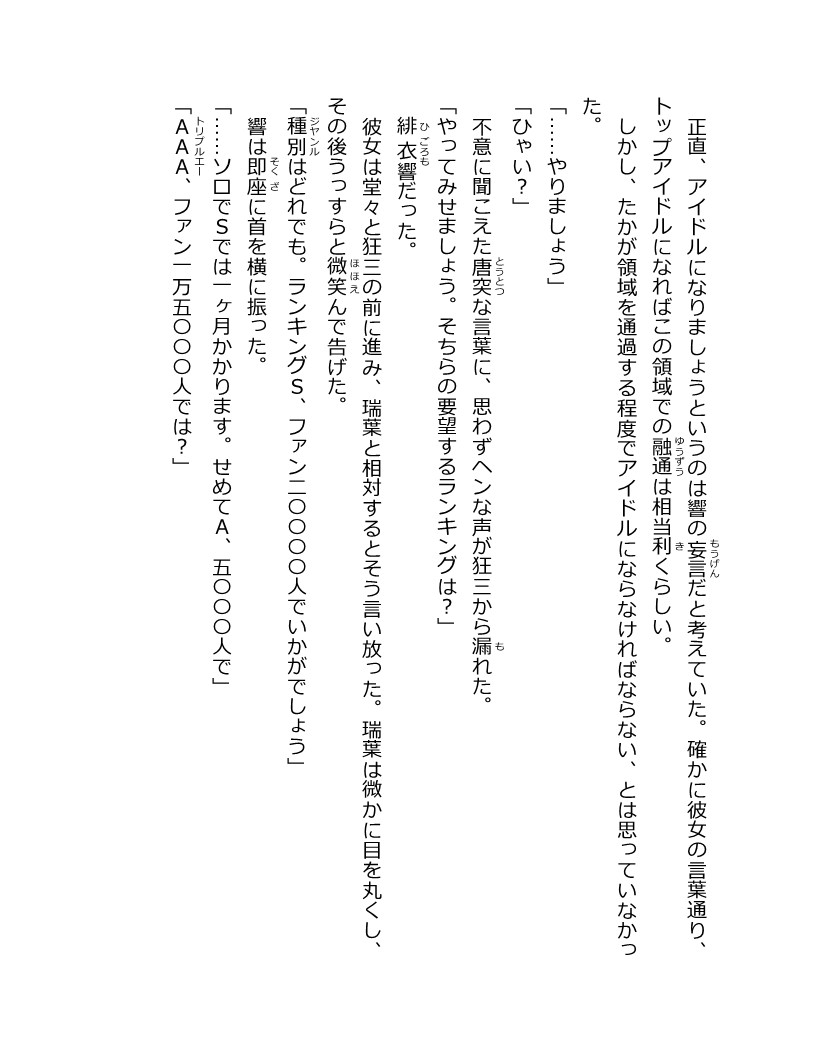 正直、アイドルになりましょうというのは響の妄言だと考えていた。確かに彼女の言葉通り、
トップアイドルになればこの領域での融通は相当利くらしい。
しかし、たかが領域を通過する程度でアイドルにならなければならない、とは思っていなかっ
た。
「……やりましょう」
「ひゃい？」
不意に聞こえた唐突な言葉に、思わずヘンな声が狂三から漏れた。
「やってみせましょう。そちらの要望するランキングは？」
緋衣響だった。
彼女は堂々と狂三の前に進み、瑞葉と相対するとそう言い放った。瑞葉は微かに目を丸くし、
その後うっすらと微笑んで告げた。
「種別はどれでも。ランキングＳ、ファン二〇〇〇〇人でいかがでしょう」
響は即座に首を横に振った。
「……ソロでＳでは一ヶ月かかります。せめてＡ、五〇〇〇人で」
「ＡＡＡ、ファン一万五〇〇〇人では？」